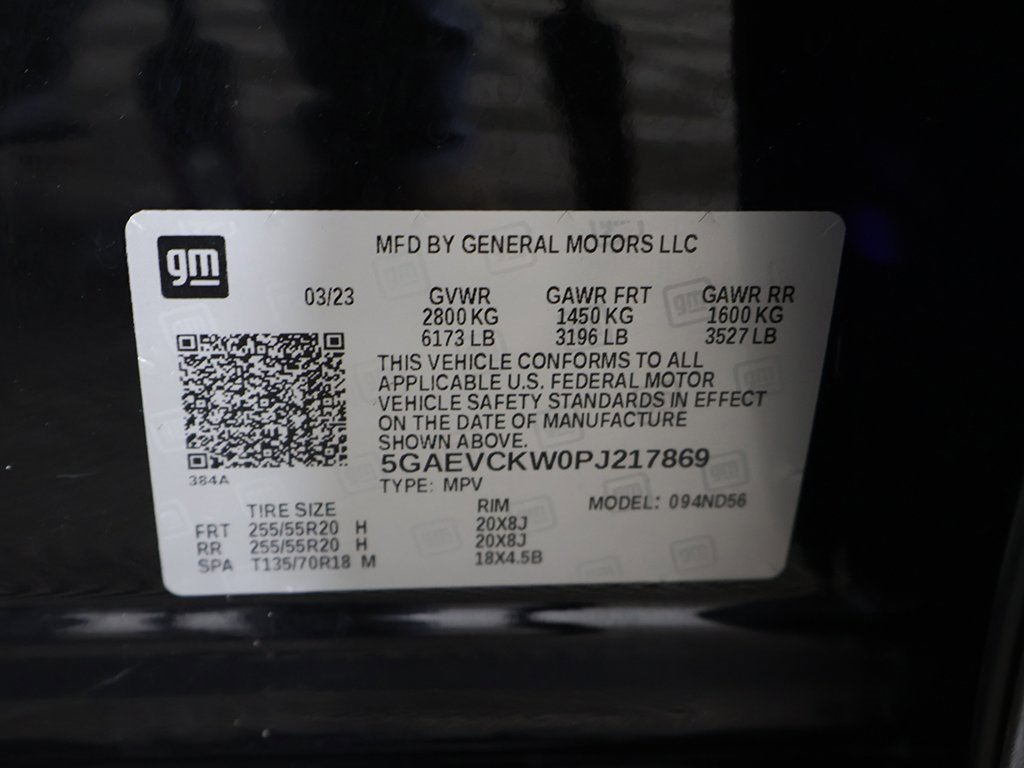 gm
MFD BY GENERAL MOTORS LLC
03/23 GVWR GAWR FRT GAWR RR
2800 KG 1450 KG 1600 KG
6173 LB 3196 LB 3527 LB
THIS VEHICLE CONFORMS TO ALL
APPLICABLE U.S. FEDERAL MOTOR
VEHICLE SAFETY STANDARDS IN EFFECT
ON THE DATE OF MANUFACTURE
SHOWN ABOVE.
5GAEVCKW0PJ217869
384A
TYPE: MPV
TIRE SIZE RIM MODEL: 094ND56
FRT 255/55R20 H 20X8J
RR 255/55R20 H 20X8J
SPA T135/70R18 M 18X4.5B